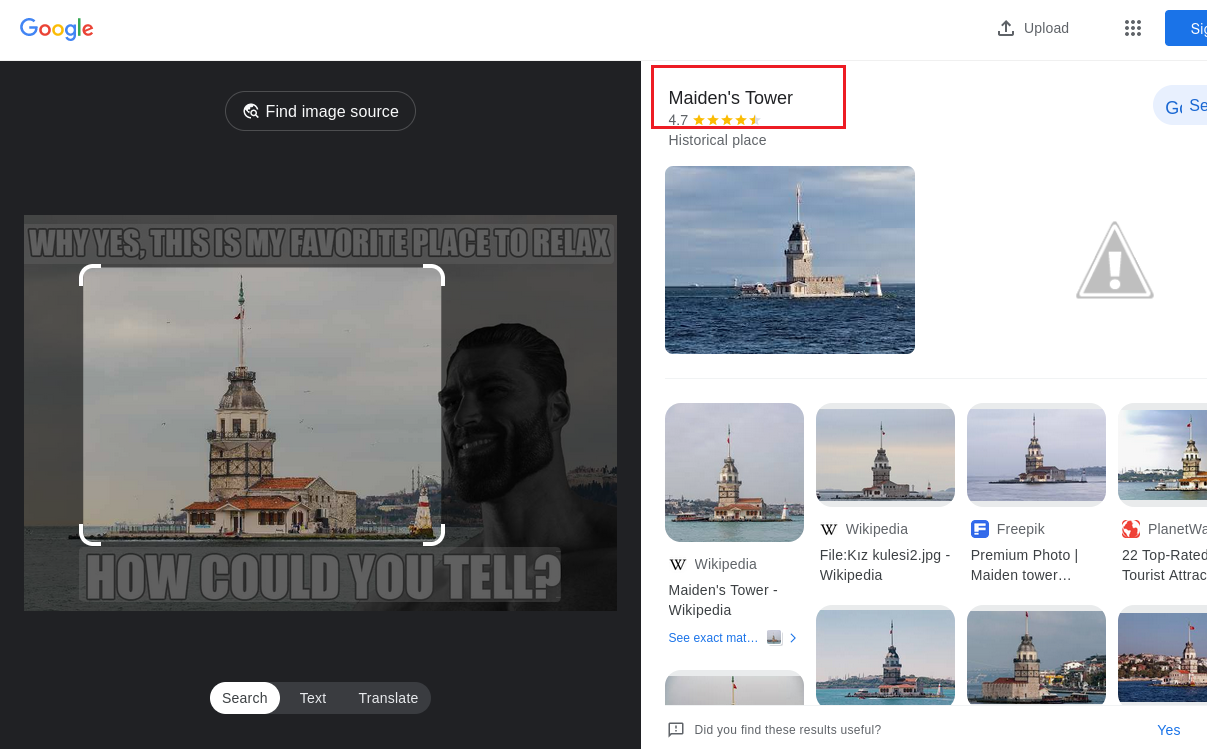 Google
Upload
Find image source
WHY YES, THIS IS MY FAVORITE PLACE TO RELAX
HOW COULD YOU TELL?
Search Text Translate
Maiden's Tower
4.7
Historical place
Wikipedia
Maiden's Tower -
Wikipedia
See exact mat…
Wikipedia
File:Kız kulesi2.jpg -
Wikipedia
Freepik
Premium Photo |
Maiden tower…
22 Top-Rated
Tourist Attrac
Did you find these results useful?
Yes